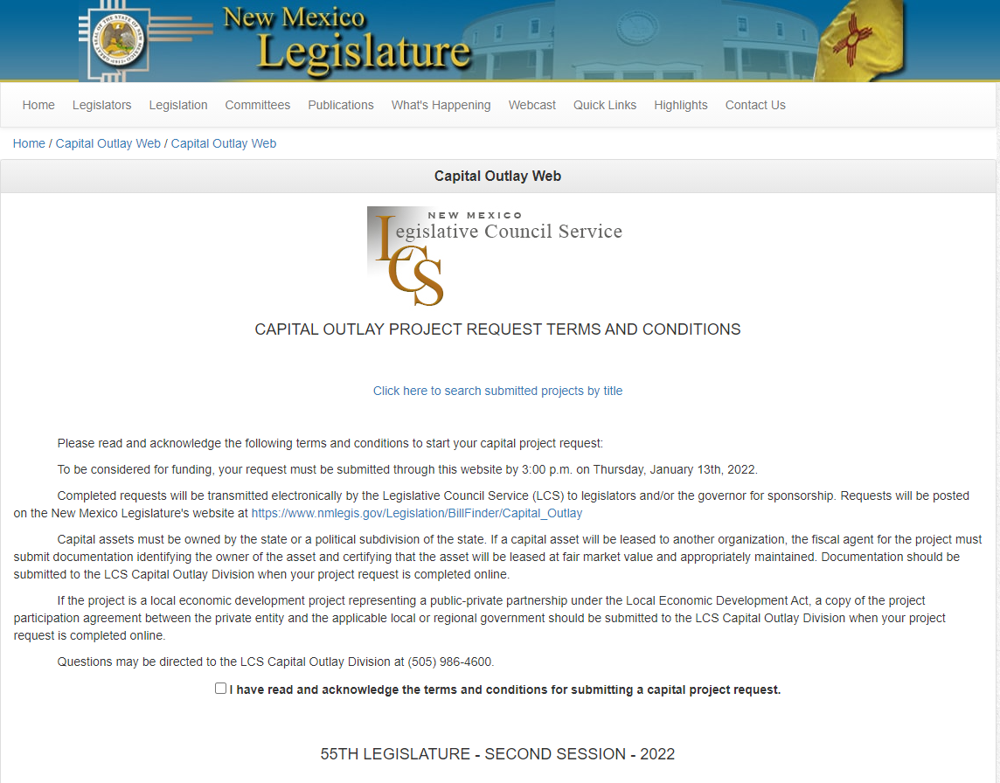 New Mexico
Legislature
Home Legislators Legislation Committees Publications What's Happening Webcast Quick Links Highlights Contact Us
Home / Capital Outlay Web / Capital Outlay Web
Capital Outlay Web
NEW MEXICO
Legislative Council Service
CS
CAPITAL OUTLAY PROJECT REQUEST TERMS AND CONDITIONS
Click here to search submitted projects by title
Please read and acknowledge the following terms and conditions to start your capital project request:
To be considered for funding, your request must be submitted through this website by 3:00 p.m. on Thursday, January 13th, 2022.
Completed requests will be transmitted electronically by the Legislative Council Service (LCS) to legislators and/or the governor for sponsorship. Requests will be posted
on the New Mexico Legislature's website at https://www.nmlegis.gov/Legislation/BillFinder/Capital_Outlay
Capital assets must be owned by the state or a political subdivision of the state. If a capital asset will be leased to another organization, the fiscal agent for the project must
submit documentation identifying the owner of the asset and certifying that the asset will be leased at fair market value and appropriately maintained. Documentation should be
submitted to the LCS Capital Outlay Division when your project request is completed online.
If the project is a local economic development project representing a public-private partnership under the Local Economic Development Act, a copy of the project
participation agreement between the private entity and the applicable local or regional government should be submitted to the LCS Capital Outlay Division when your project
request is completed online.
Questions may be directed to the LCS Capital Outlay Division at (505) 986-4600.
I have read and acknowledge the terms and conditions for submitting a capital project request.
55TH LEGISLATURE - SECOND SESSION - 2022